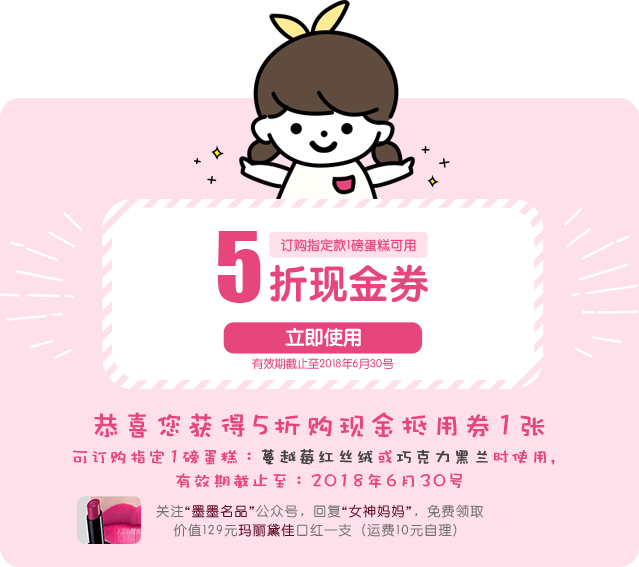 5
订购指定款1磅蛋糕可用
折现金券
立即使用
有效期截止至2018年6月30号
恭喜您获得5折购现金抵用券1张
可订购指定1磅蛋糕：蔓越莓红丝绒或巧克力黑兰时使用，
有效期截止至：2018年6月30号
关注“墨墨名品”公众号，回复“女神妈妈”，免费领取
价值129元玛丽黛佳口红一支（运费10元自理）